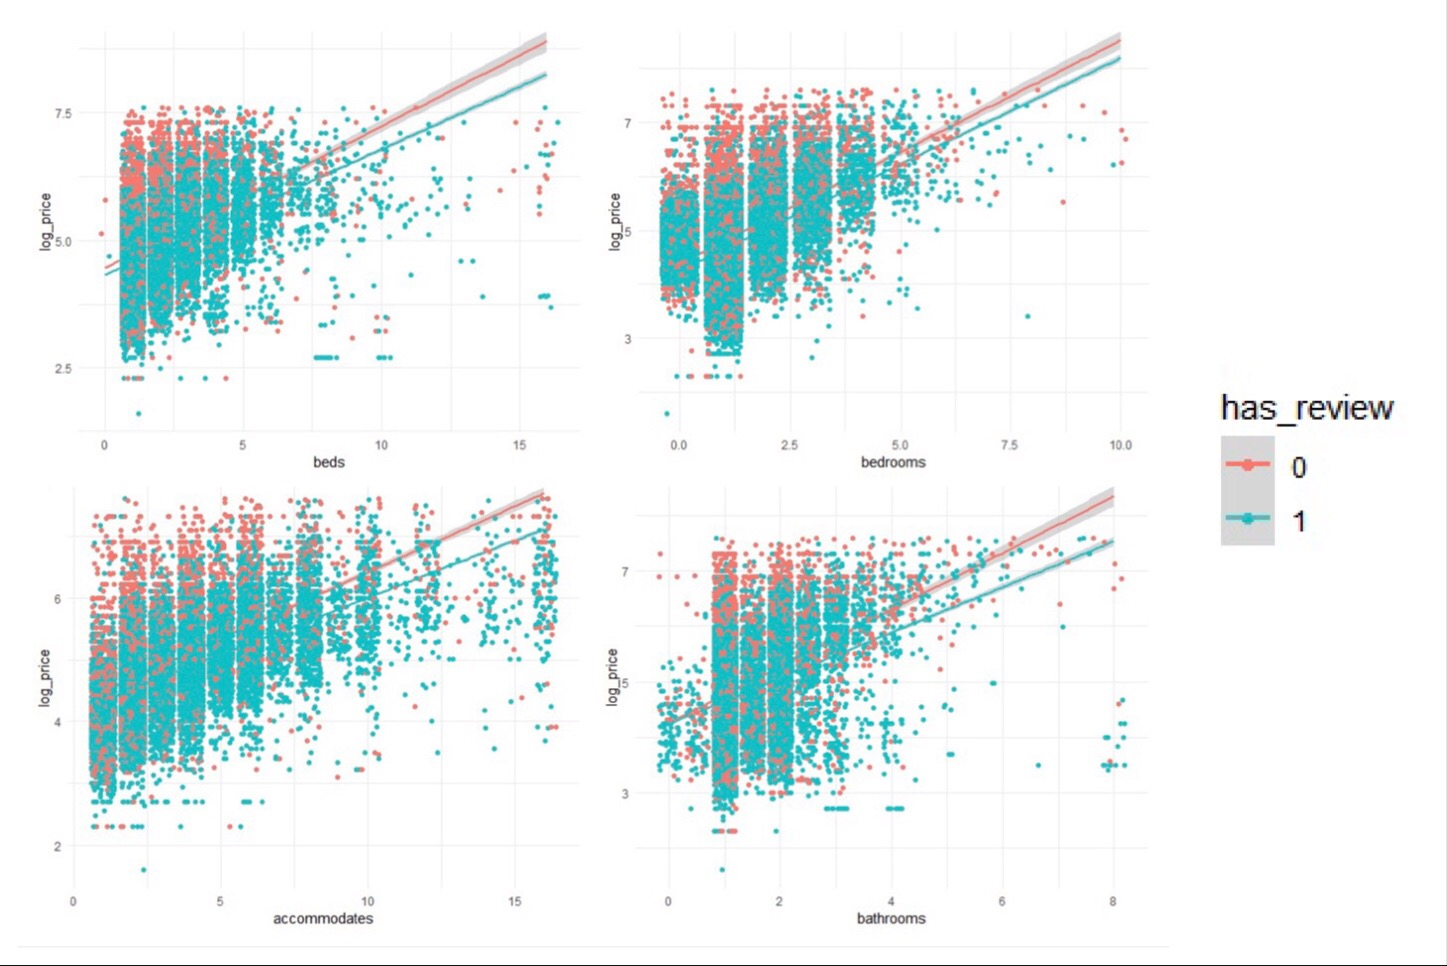 7.5
5.0
2.5
log_price
0 5 10 15
beds
7
5
3
log_price
0.0 2.5 5.0 7.5 10.0
bedrooms
6
4
2
log_price
0 5 10 15
accommodates
7
5
3
log_price
0 2 4 6 8
bathrooms
has_review
0
1